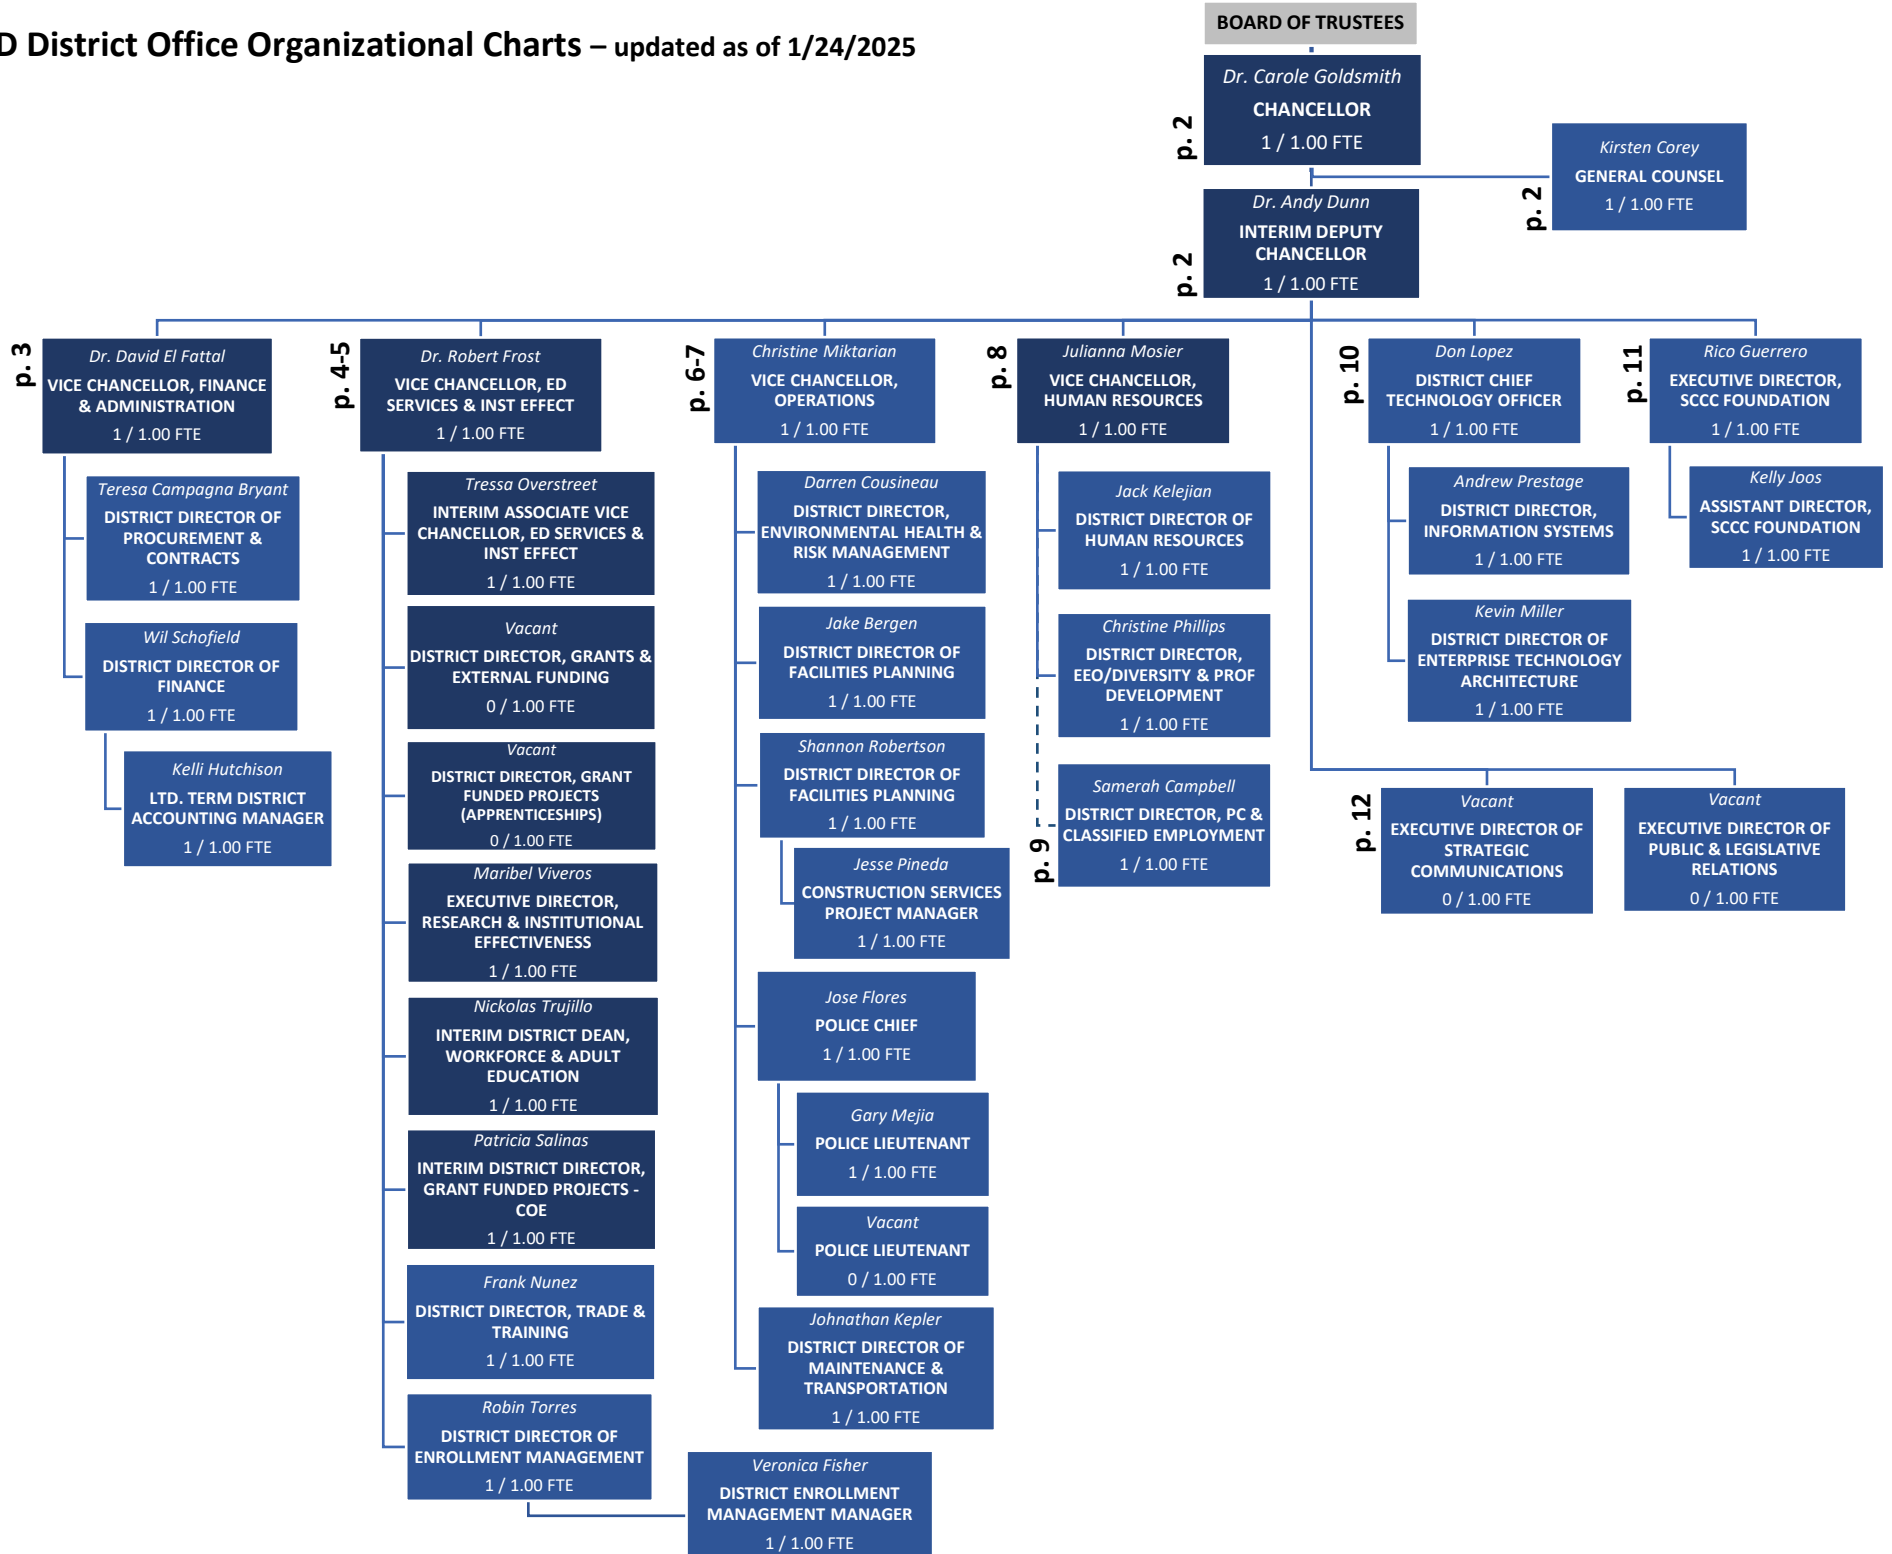 D District Office Organizational Charts – updated as of 1/24/2025
BOARD OF TRUSTEES
p. 2
Dr. Carole Goldsmith
CHANCELLOR
1 / 1.00 FTE
p. 2
Kirsten Corey
GENERAL COUNSEL
1 / 1.00 FTE
p. 2
Dr. Andy Dunn
INTERIM DEPUTY
CHANCELLOR
1 / 1.00 FTE
p. 3
Dr. David El Fattal
VICE CHANCELLOR, FINANCE
& ADMINISTRATION
1 / 1.00 FTE
Teresa Campagna Bryant
DISTRICT DIRECTOR OF
PROCUREMENT &
CONTRACTS
1 / 1.00 FTE
Wil Schofield
DISTRICT DIRECTOR OF
FINANCE
1 / 1.00 FTE
Kelli Hutchison
LTD. TERM DISTRICT
ACCOUNTING MANAGER
1 / 1.00 FTE
p. 4-5
Dr. Robert Frost
VICE CHANCELLOR, ED
SERVICES & INST EFFECT
1 / 1.00 FTE
Tressa Overstreet
INTERIM ASSOCIATE VICE
CHANCELLOR, ED SERVICES &
INST EFFECT
1 / 1.00 FTE
Vacant
DISTRICT DIRECTOR, GRANTS &
EXTERNAL FUNDING
0 / 1.00 FTE
Vacant
DISTRICT DIRECTOR, GRANT
FUNDED PROJECTS
(APPRENTICESHIPS)
0 / 1.00 FTE
Maribel Viveros
EXECUTIVE DIRECTOR,
RESEARCH & INSTITUTIONAL
EFFECTIVENESS
1 / 1.00 FTE
Nickolas Trujillo
INTERIM DISTRICT DEAN,
WORKFORCE & ADULT
EDUCATION
1 / 1.00 FTE
Patricia Salinas
INTERIM DISTRICT DIRECTOR,
GRANT FUNDED PROJECTS -
COE
1 / 1.00 FTE
Frank Nunez
DISTRICT DIRECTOR, TRADE &
TRAINING
1 / 1.00 FTE
Robin Torres
DISTRICT DIRECTOR OF
ENROLLMENT MANAGEMENT
1 / 1.00 FTE
Veronica Fisher
DISTRICT ENROLLMENT
MANAGEMENT MANAGER
1 / 1.00 FTE
p. 6-7
Christine Miktarian
VICE CHANCELLOR,
OPERATIONS
1 / 1.00 FTE
Darren Cousineau
DISTRICT DIRECTOR,
ENVIRONMENTAL HEALTH &
RISK MANAGEMENT
1 / 1.00 FTE
Jake Bergen
DISTRICT DIRECTOR OF
FACILITIES PLANNING
1 / 1.00 FTE
Shannon Robertson
DISTRICT DIRECTOR OF
FACILITIES PLANNING
1 / 1.00 FTE
Jesse Pineda
CONSTRUCTION SERVICES
PROJECT MANAGER
1 / 1.00 FTE
Jose Flores
POLICE CHIEF
1 / 1.00 FTE
Gary Mejia
POLICE LIEUTENANT
1 / 1.00 FTE
Vacant
POLICE LIEUTENANT
0 / 1.00 FTE
Johnathan Kepler
DISTRICT DIRECTOR OF
MAINTENANCE &
TRANSPORTATION
1 / 1.00 FTE
p. 8
Julianna Mosier
VICE CHANCELLOR,
HUMAN RESOURCES
1 / 1.00 FTE
Jack Kelejian
DISTRICT DIRECTOR OF
HUMAN RESOURCES
1 / 1.00 FTE
Christine Phillips
DISTRICT DIRECTOR,
EEO/DIVERSITY & PROF
DEVELOPMENT
1 / 1.00 FTE
p. 9
Samerah Campbell
DISTRICT DIRECTOR, PC &
CLASSIFIED EMPLOYMENT
1 / 1.00 FTE
p. 10
Don Lopez
DISTRICT CHIEF
TECHNOLOGY OFFICER
1 / 1.00 FTE
Andrew Prestage
DISTRICT DIRECTOR,
INFORMATION SYSTEMS
1 / 1.00 FTE
Kevin Miller
DISTRICT DIRECTOR OF
ENTERPRISE TECHNOLOGY
ARCHITECTURE
1 / 1.00 FTE
p. 11
Rico Guerrero
EXECUTIVE DIRECTOR,
SCCC FOUNDATION
1 / 1.00 FTE
Kelly Joos
ASSISTANT DIRECTOR,
SCCC FOUNDATION
1 / 1.00 FTE
p. 12
Vacant
EXECUTIVE DIRECTOR OF
STRATEGIC
COMMUNICATIONS
0 / 1.00 FTE
Vacant
EXECUTIVE DIRECTOR OF
PUBLIC & LEGISLATIVE
RELATIONS
0 / 1.00 FTE